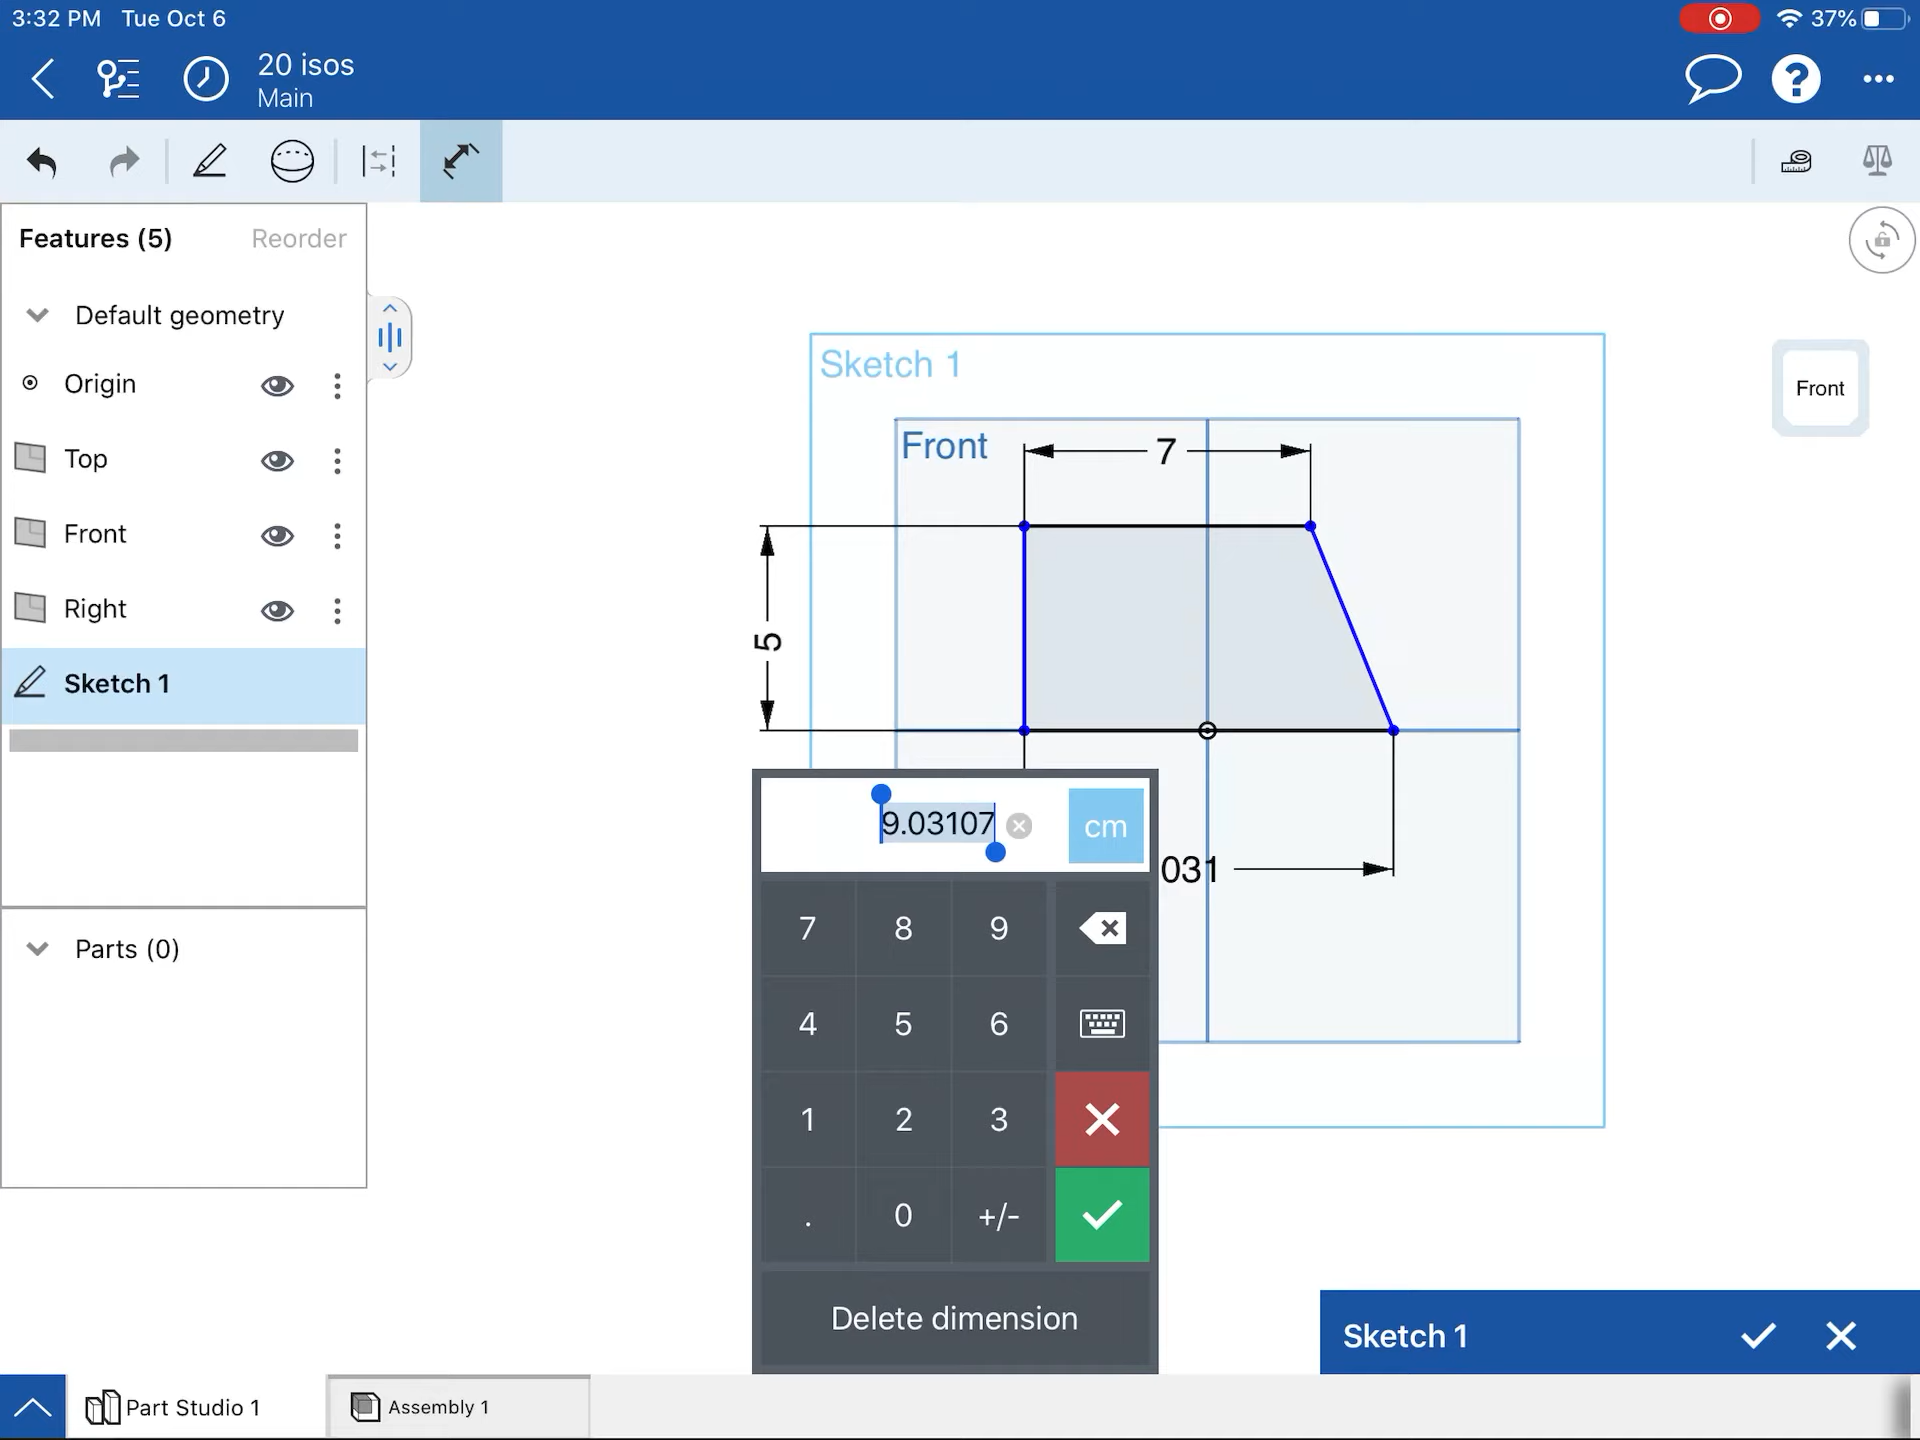 3:32 PM Tue Oct 6
37%
20 isos
Main
?
Features (5)
Reorder
Default geometry
Origin
Top
Front
Right
Sketch 1
Parts (0)
Sketch 1
Front
7
5
Front
9.03107
cm
031
7 8 9
4 5 6
1 2 3
. 0 +/-
Delete dimension
Sketch 1
Part Studio 1
Assembly 1